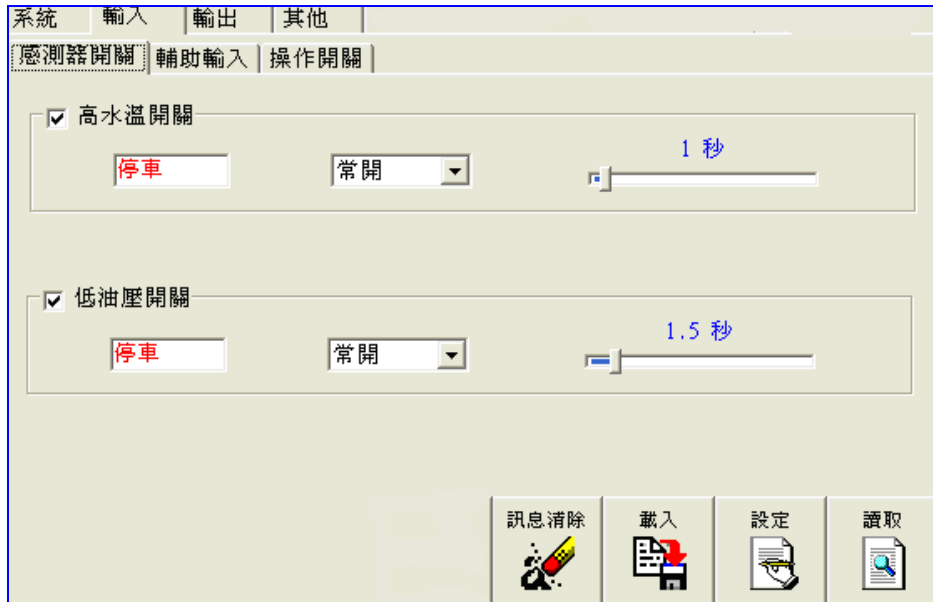 系統 輸入 輸出 其他
感測器開關 輔助輸入 操作開關
高水溫開關
停車 常開 1 秒
低油壓開關
停車 常開 1.5 秒
訊息清除 載入 設定 讀取